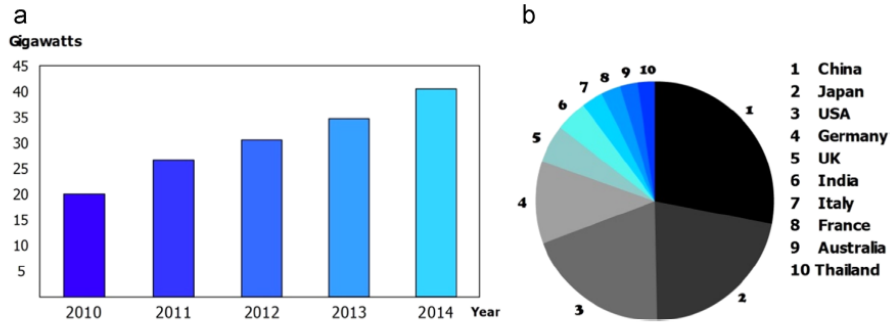 a
Gigawatts
45
40
35
30
25
20
15
10
5
2010 2011 2012 2013 2014 Year
b
1
2
3
4
5
6
7
8
9
10
1 China
2 Japan
3 USA
4 Germany
5 UK
6 India
7 Italy
8 France
9 Australia
10 Thailand